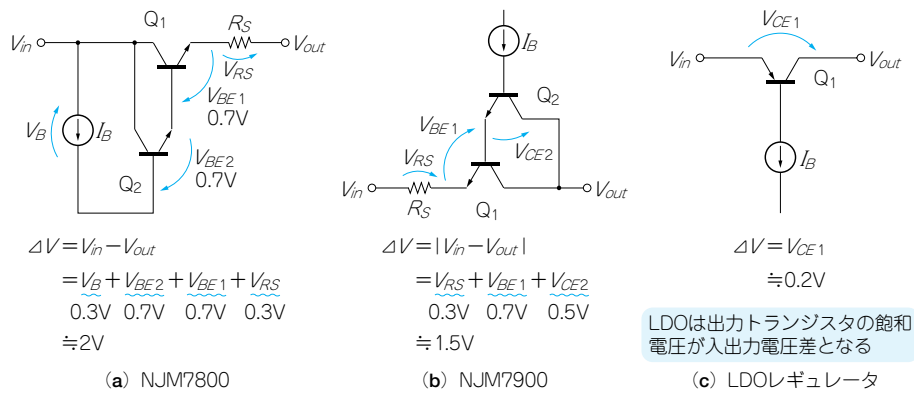 Q1
RS
Vin
Vout
VRS
VBE1
0.7V
VB
IB
VBE2
0.7V
Q2
⊿V=Vin−Vout
=VB+VBE2+VBE1+VRS
0.3V 0.7V 0.7V 0.3V
≒2V
(a) NJM7800
IB
Q2
VBE1
VCE2
VRS
Vin
Vout
RS
Q1
⊿V=|Vin−Vout|
=VRS+VBE1+VCE2
0.3V 0.7V 0.5V
≒1.5V
(b) NJM7900
VCE1
Vin
Vout
Q1
IB
⊿V=VCE1
≒0.2V
LDOは出力トランジスタの飽和
電圧が入出力電圧差となる
(c) LDOレギュレータ